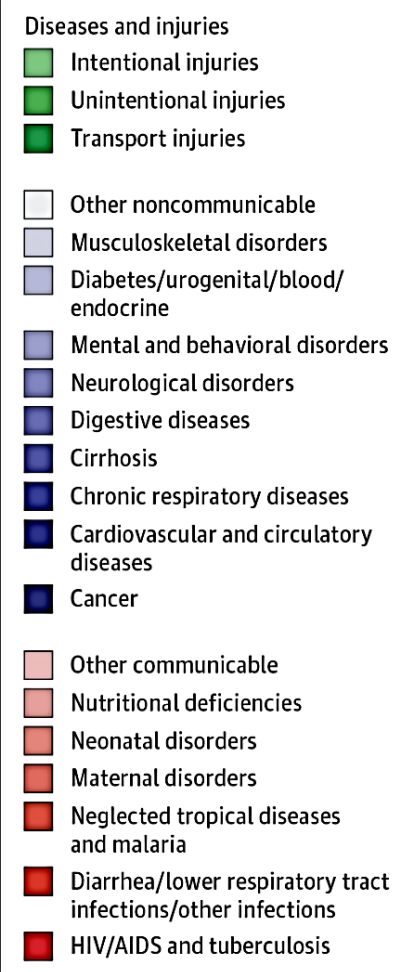 Diseases and injuries
Intentional injuries
Unintentional injuries
Transport injuries
Other noncommunicable
Musculoskeletal disorders
Diabetes/urogenital/blood/
endocrine
Mental and behavioral disorders
Neurological disorders
Digestive diseases
Cirrhosis
Chronic respiratory diseases
Cardiovascular and circulatory
diseases
Cancer
Other communicable
Nutritional deficiencies
Neonatal disorders
Maternal disorders
Neglected tropical diseases
and malaria
Diarrhea/lower respiratory tract
infections/other infections
HIV/AIDS and tuberculosis